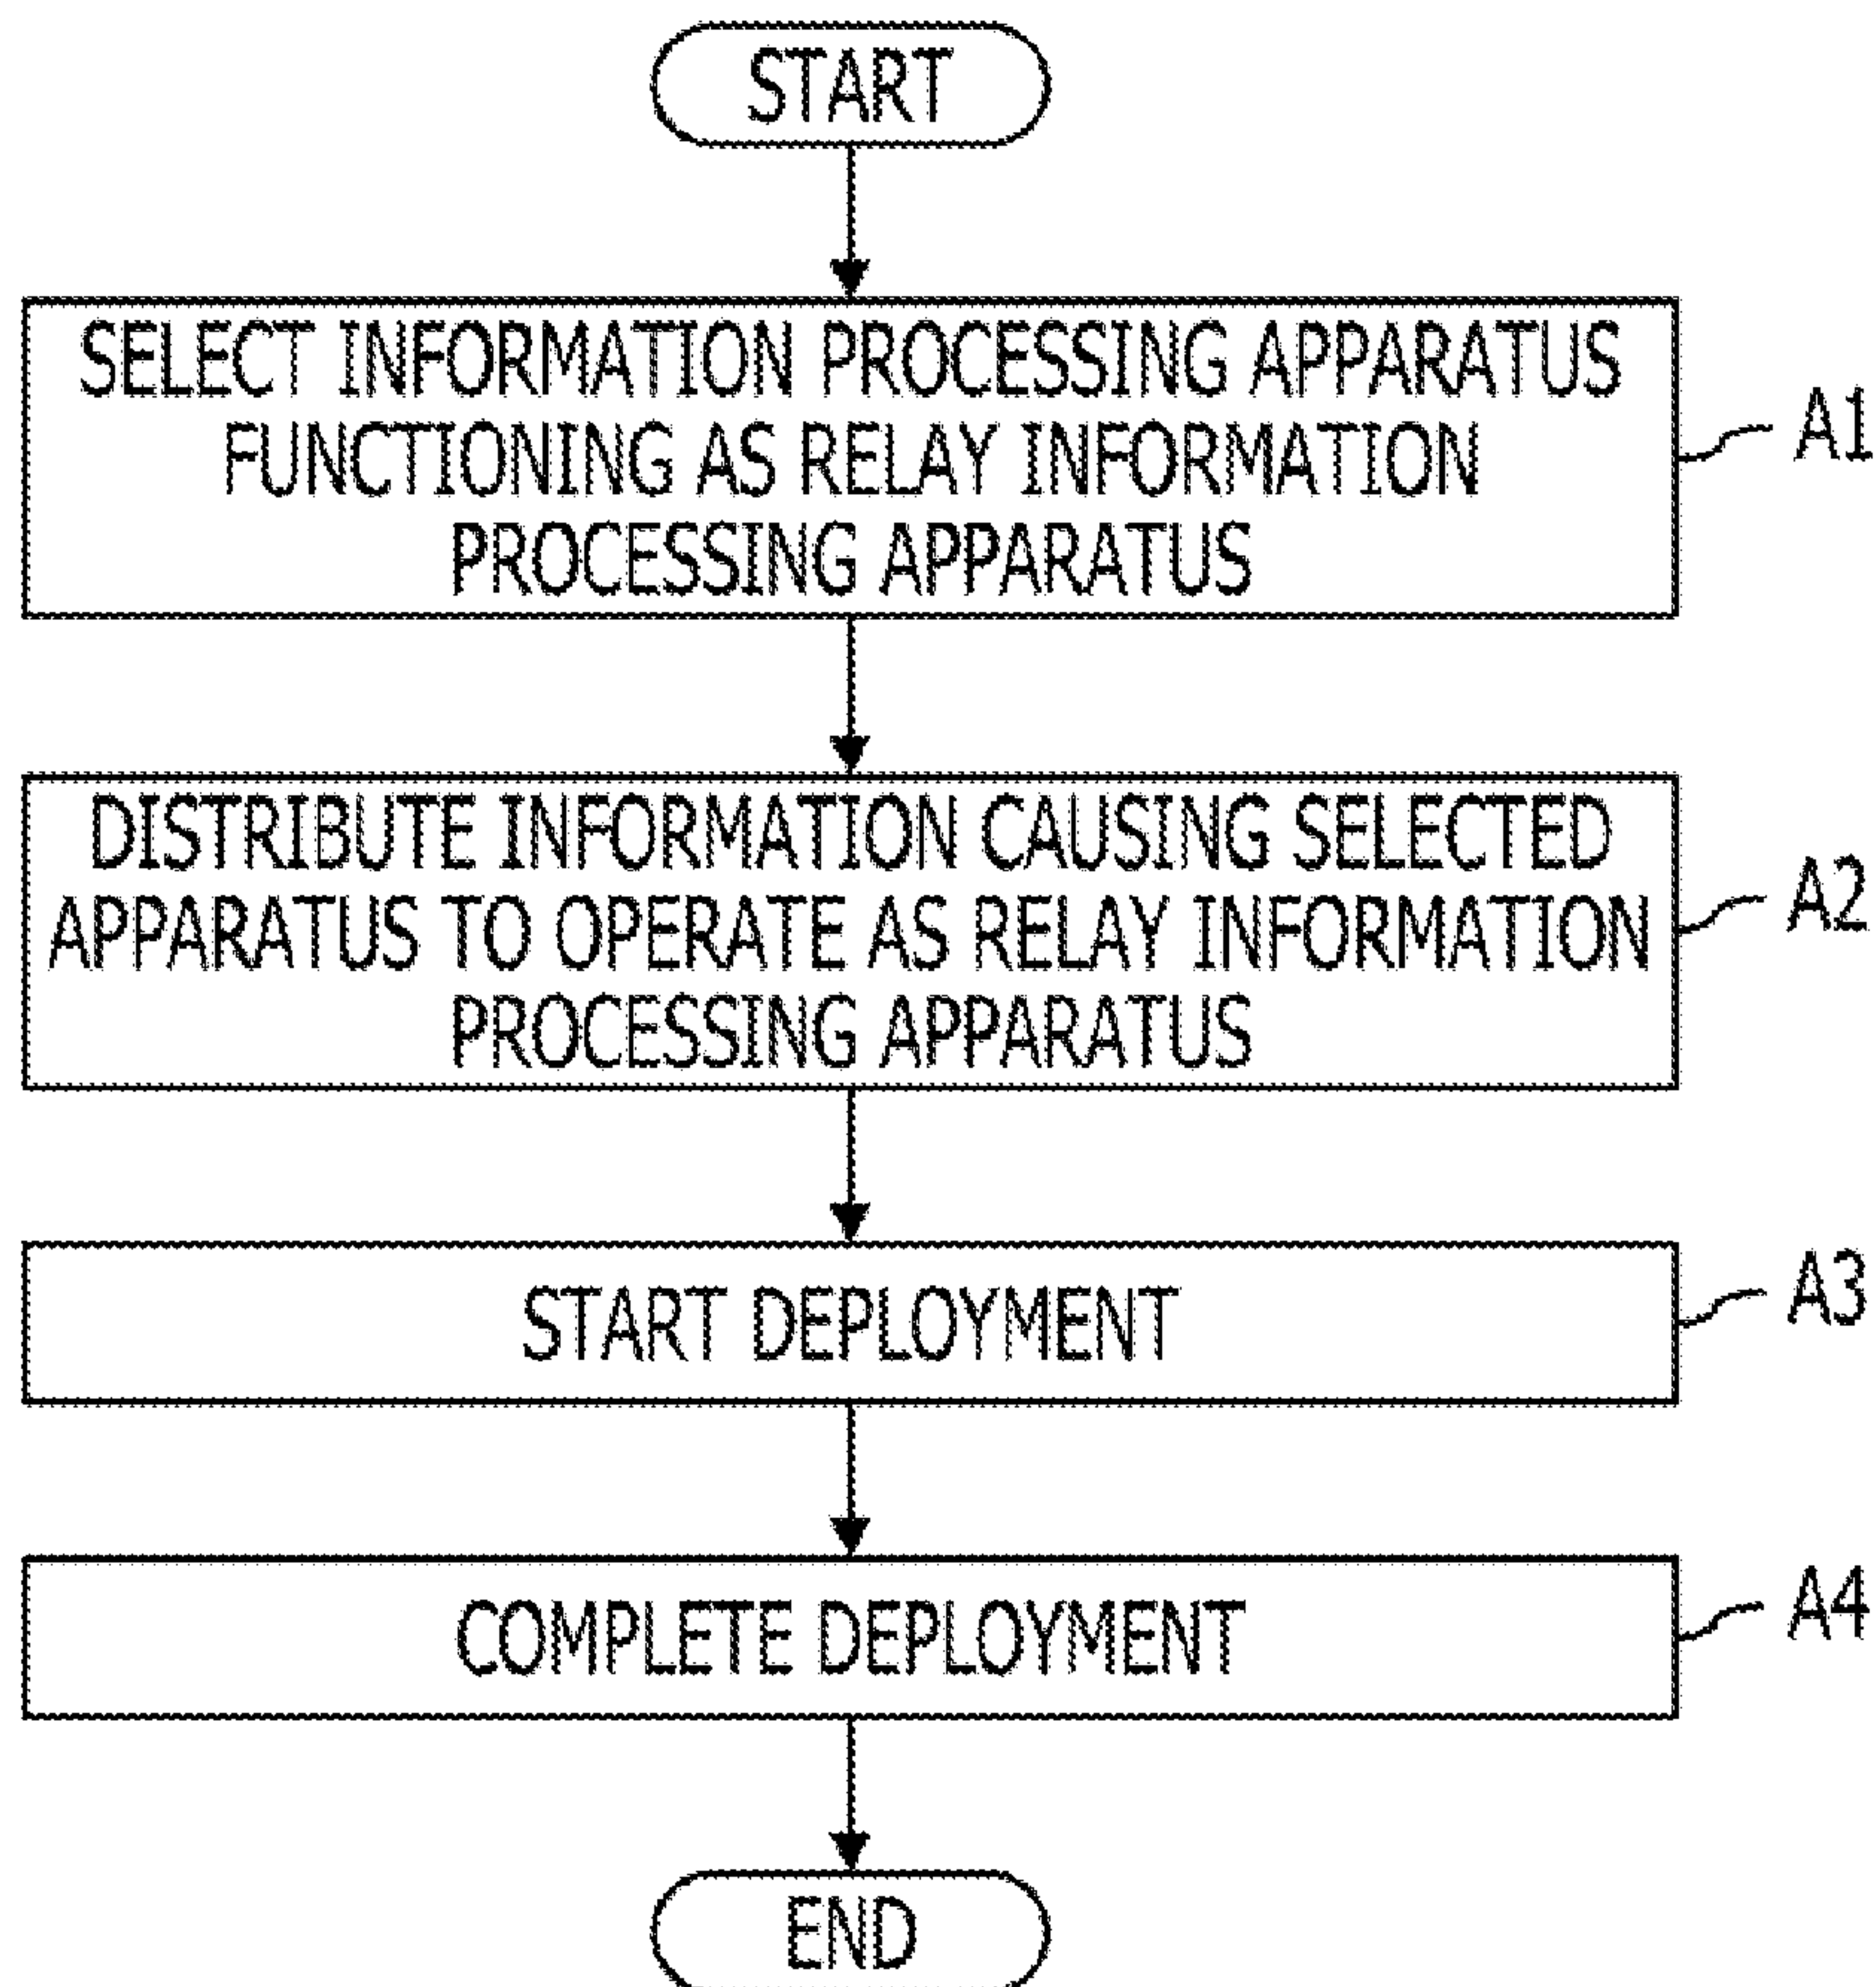 START
SELECT INFORMATION PROCESSING APPARATUS
FUNCTIONING AS RELAY INFORMATION
PROCESSING APPARATUS
A1
DISTRIBUTE INFORMATION CAUSING SELECTED
APPARATUS TO OPERATE AS RELAY INFORMATION
PROCESSING APPARATUS
A2
START DEPLOYMENT
A3
COMPLETE DEPLOYMENT
A4
END